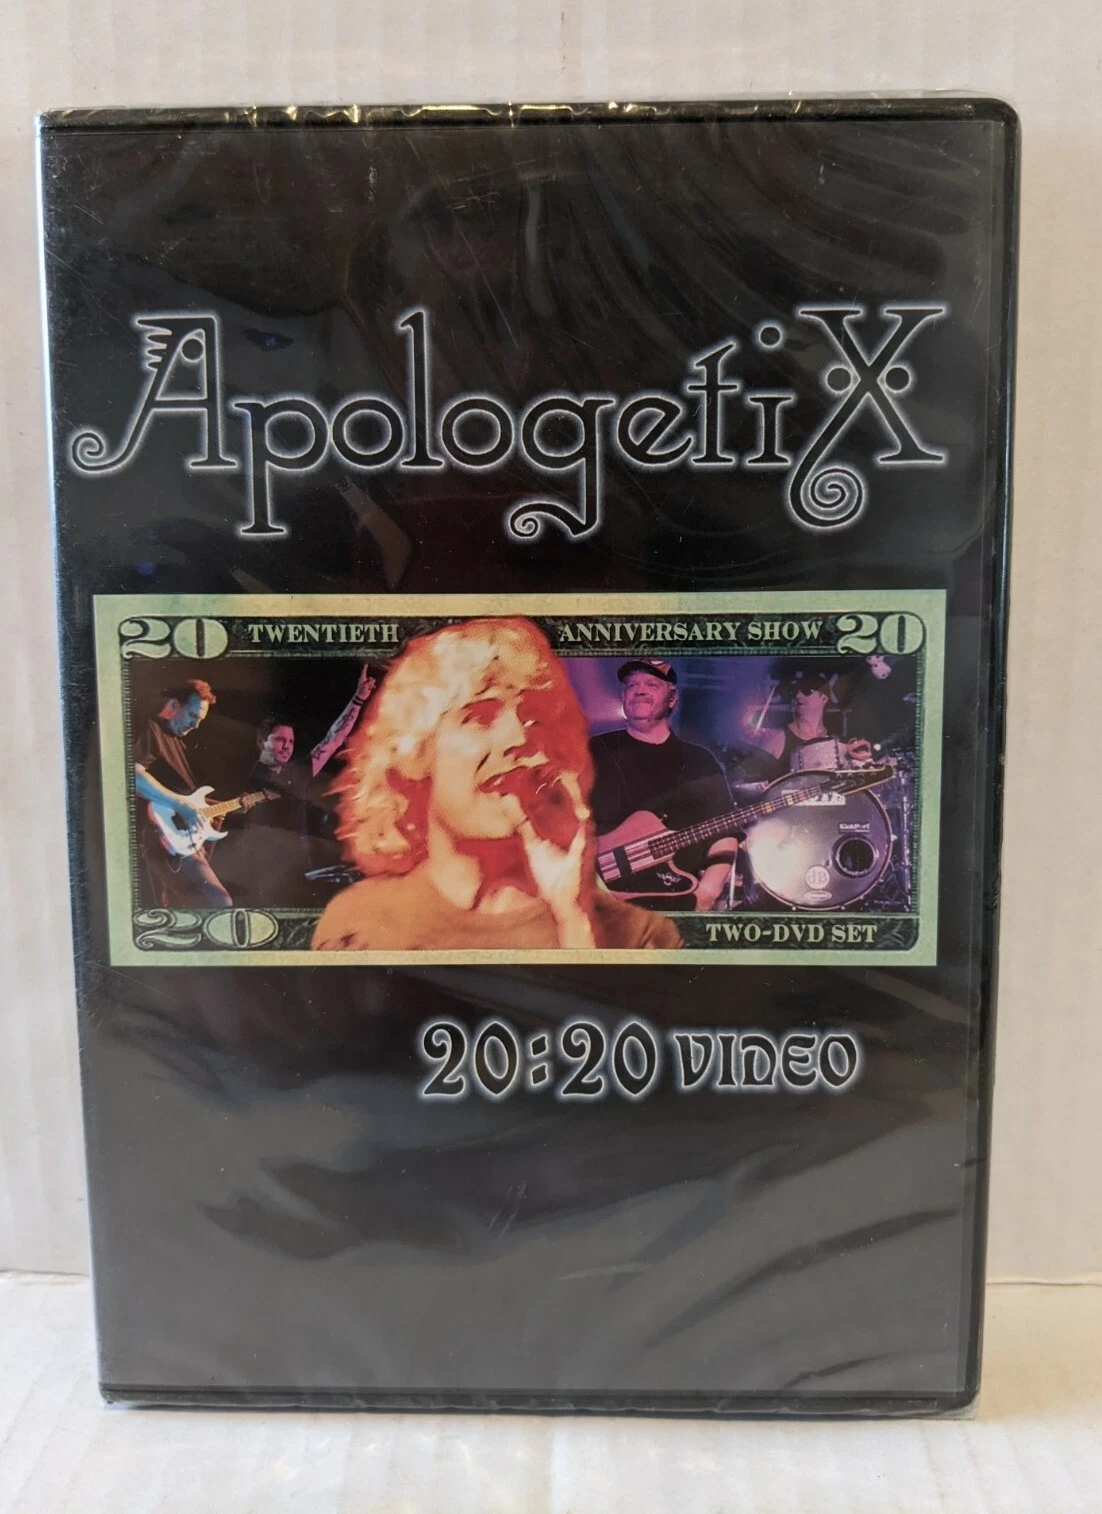 ApologetiX
20 TWENTIETH ANNIVERSARY SHOW 20
20 TWO-DVD SET
20:20 VIDEO